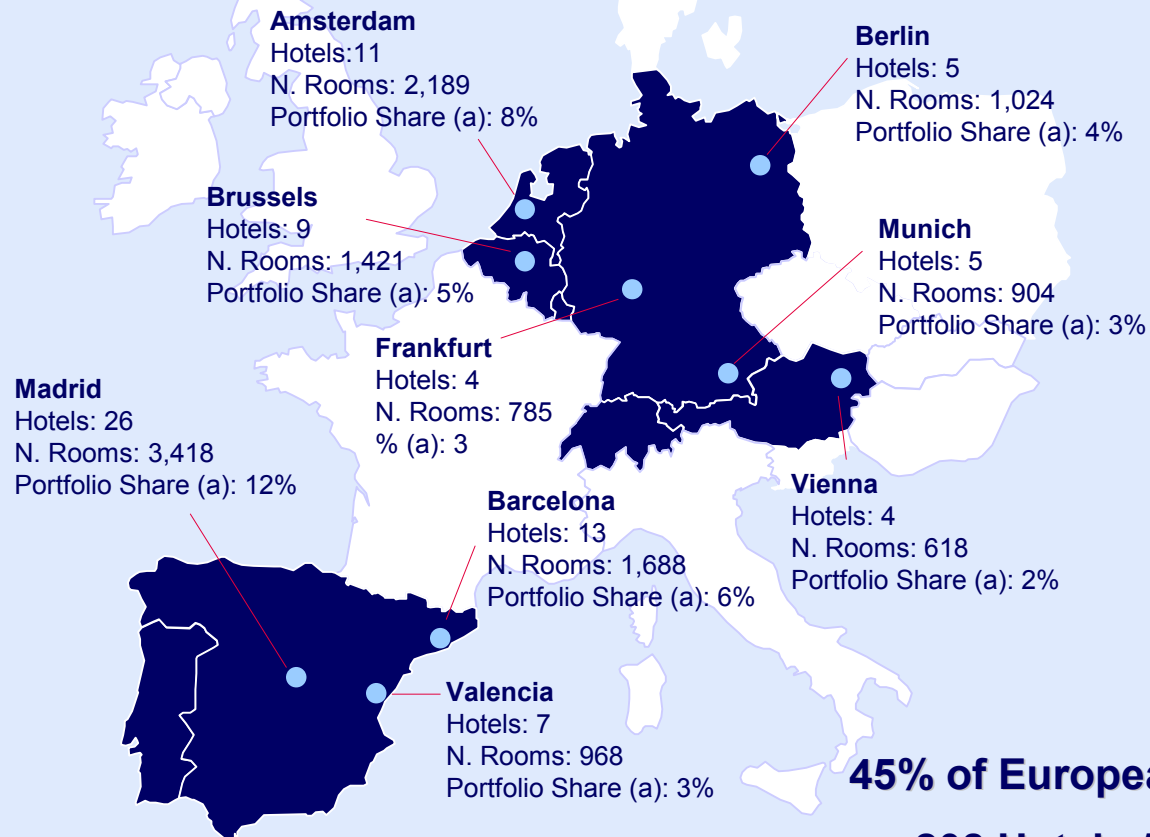 Amsterdam
Hotels:11
N. Rooms: 2,189
Portfolio Share (a): 8%
Berlin
Hotels: 5
N. Rooms: 1,024
Portfolio Share (a): 4%
Brussels
Hotels: 9
N. Rooms: 1,421
Portfolio Share (a): 5%
Munich
Hotels: 5
N. Rooms: 904
Portfolio Share (a): 3%
Frankfurt
Hotels: 4
N. Rooms: 785
% (a): 3
Madrid
Hotels: 26
N. Rooms: 3,418
Portfolio Share (a): 12%
Barcelona
Hotels: 13
N. Rooms: 1,688
Portfolio Share (a): 6%
Vienna
Hotels: 4
N. Rooms: 618
Portfolio Share (a): 2%
Valencia
Hotels: 7
N. Rooms: 968
Portfolio Share (a): 3%
45% of Europea